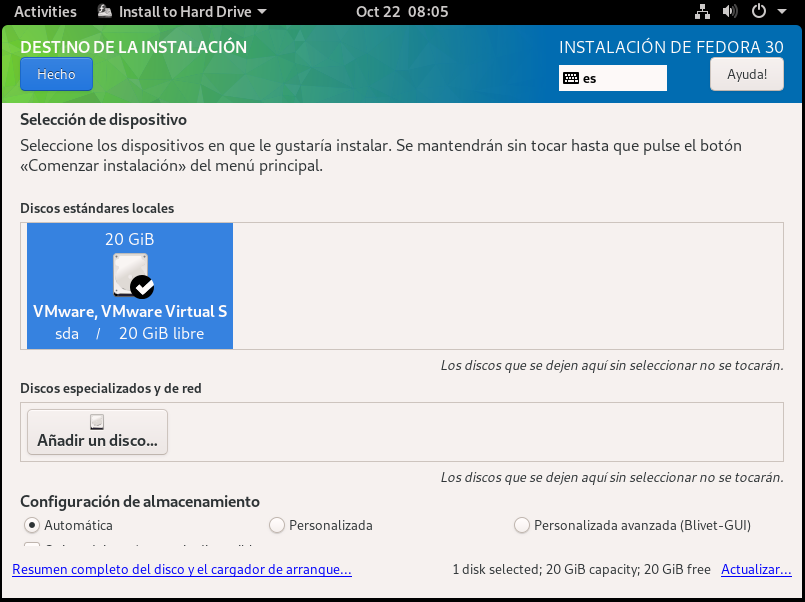 Activities Install to Hard Drive Oct 22 08:05
DESTINO DE LA INSTALACIÓN INSTALACIÓN DE FEDORA 30
Hecho es Ayuda!
Selección de dispositivo
Seleccione los dispositivos en que le gustaría instalar. Se mantendrán sin tocar hasta que pulse el botón
«Comenzar instalación» del menú principal.
Discos estándares locales
20 GiB
VMware, VMware Virtual S
sda / 20 GiB libre
Los discos que se dejen aquí sin seleccionar no se tocarán.
Discos especializados y de red
Añadir un disco...
Los discos que se dejen aquí sin seleccionar no se tocarán.
Configuración de almacenamiento
Automática Personalizada Personalizada avanzada (Blivet-GUI)
Resumen completo del disco y el cargador de arranque... 1 disk selected; 20 GiB capacity; 20 GiB free Actualizar...